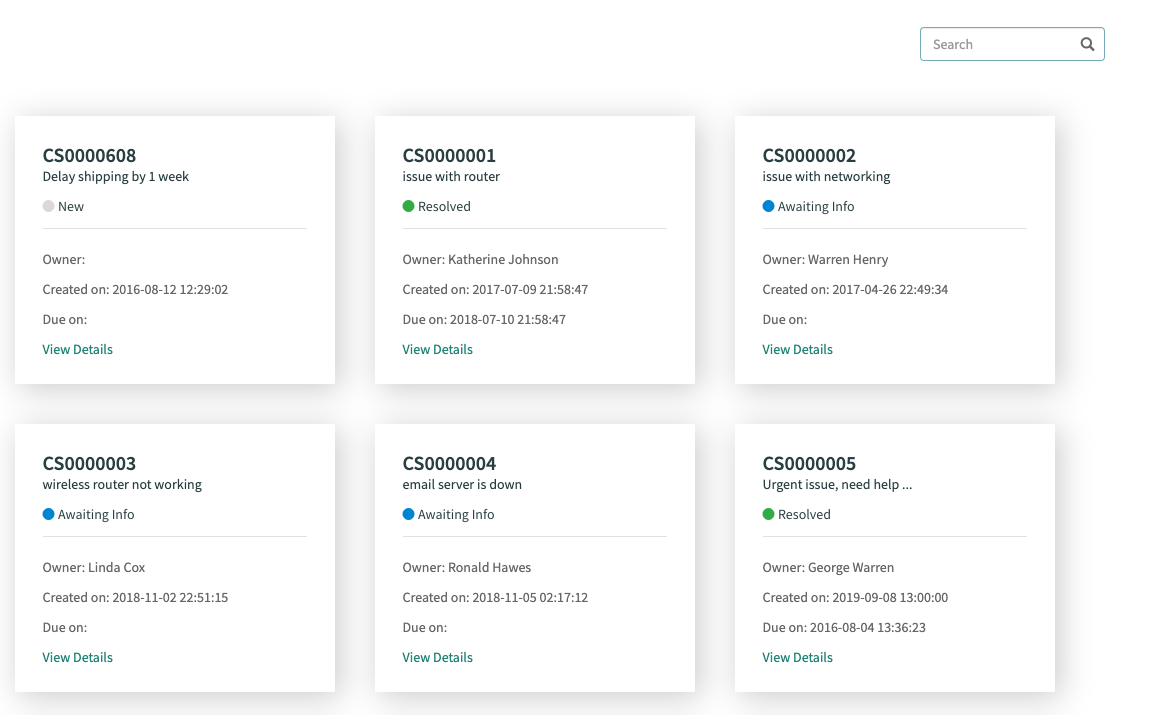 Search
CS0000608
Delay shipping by 1 week
New
Owner:
Created on: 2016-08-12 12:29:02
Due on:
View Details
CS0000001
issue with router
Resolved
Owner: Katherine Johnson
Created on: 2017-07-09 21:58:47
Due on: 2018-07-10 21:58:47
View Details
CS0000002
issue with networking
Awaiting Info
Owner: Warren Henry
Created on: 2017-04-26 22:49:34
Due on:
View Details
CS0000003
wireless router not working
Awaiting Info
Owner: Linda Cox
Created on: 2018-11-02 22:51:15
Due on:
View Details
CS0000004
email server is down
Awaiting Info
Owner: Ronald Hawes
Created on: 2018-11-05 02:17:12
Due on:
View Details
CS0000005
Urgent issue, need help ...
Resolved
Owner: George Warren
Created on: 2019-09-08 13:00:00
Due on: 2016-08-04 13:36:23
View Details